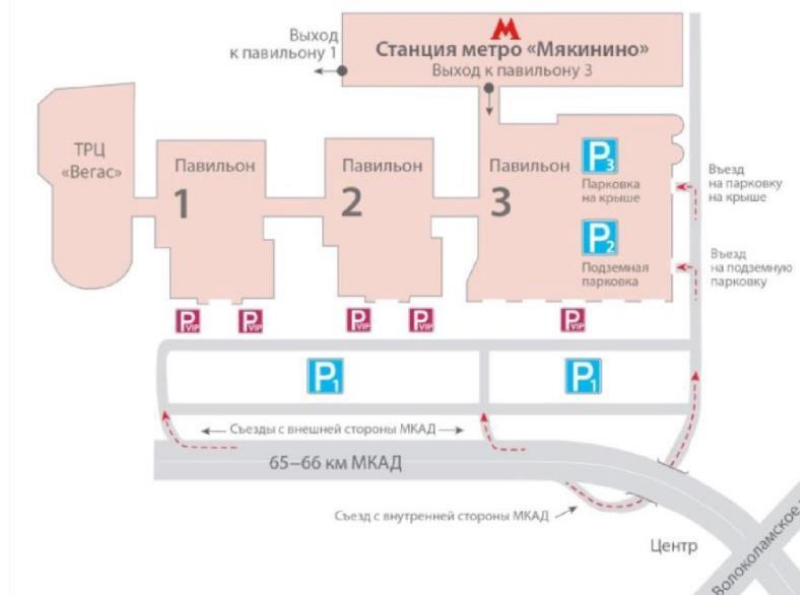 М
Выход
к павильону 1
Станция метро «Мякинино»
Выход к павильону 3
ТРЦ
«Вегас»
Павильон
1
Павильон
2
Павильон
3
P3
Парковка
на крыше
Въезд
на парковку
на крыше
P2
Подземная
парковка
Въезд
на подземную
парковку
P VIP
P VIP
P VIP
P VIP
P VIP
P1
P1
Съезды с внешней стороны МКАД
65–66 км МКАД
Съезд с внутренней стороны МКАД
Центр
Волоколамское